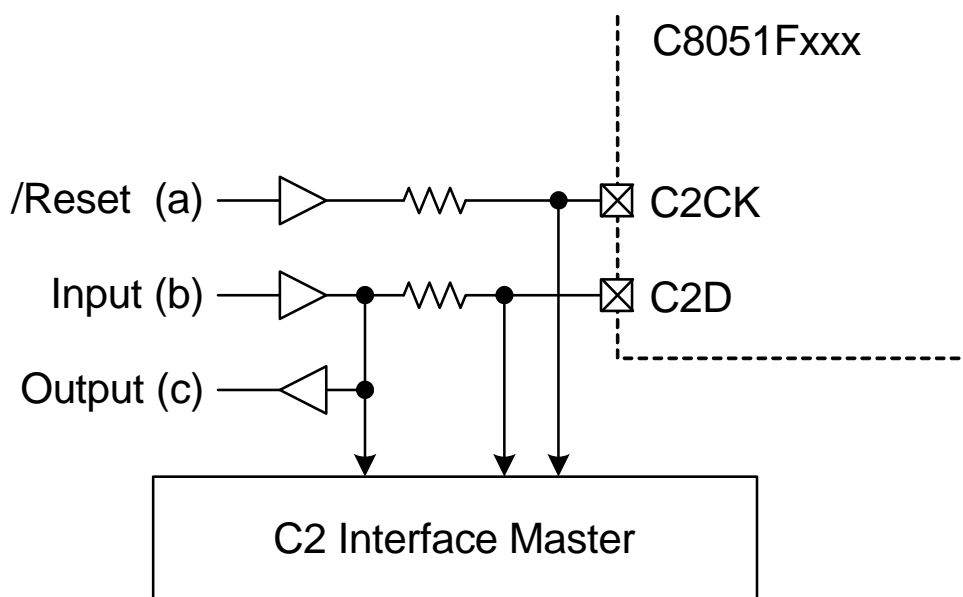 C8051Fxxx
/Reset (a)
C2CK
Input (b)
C2D
Output (c)
C2 Interface Master